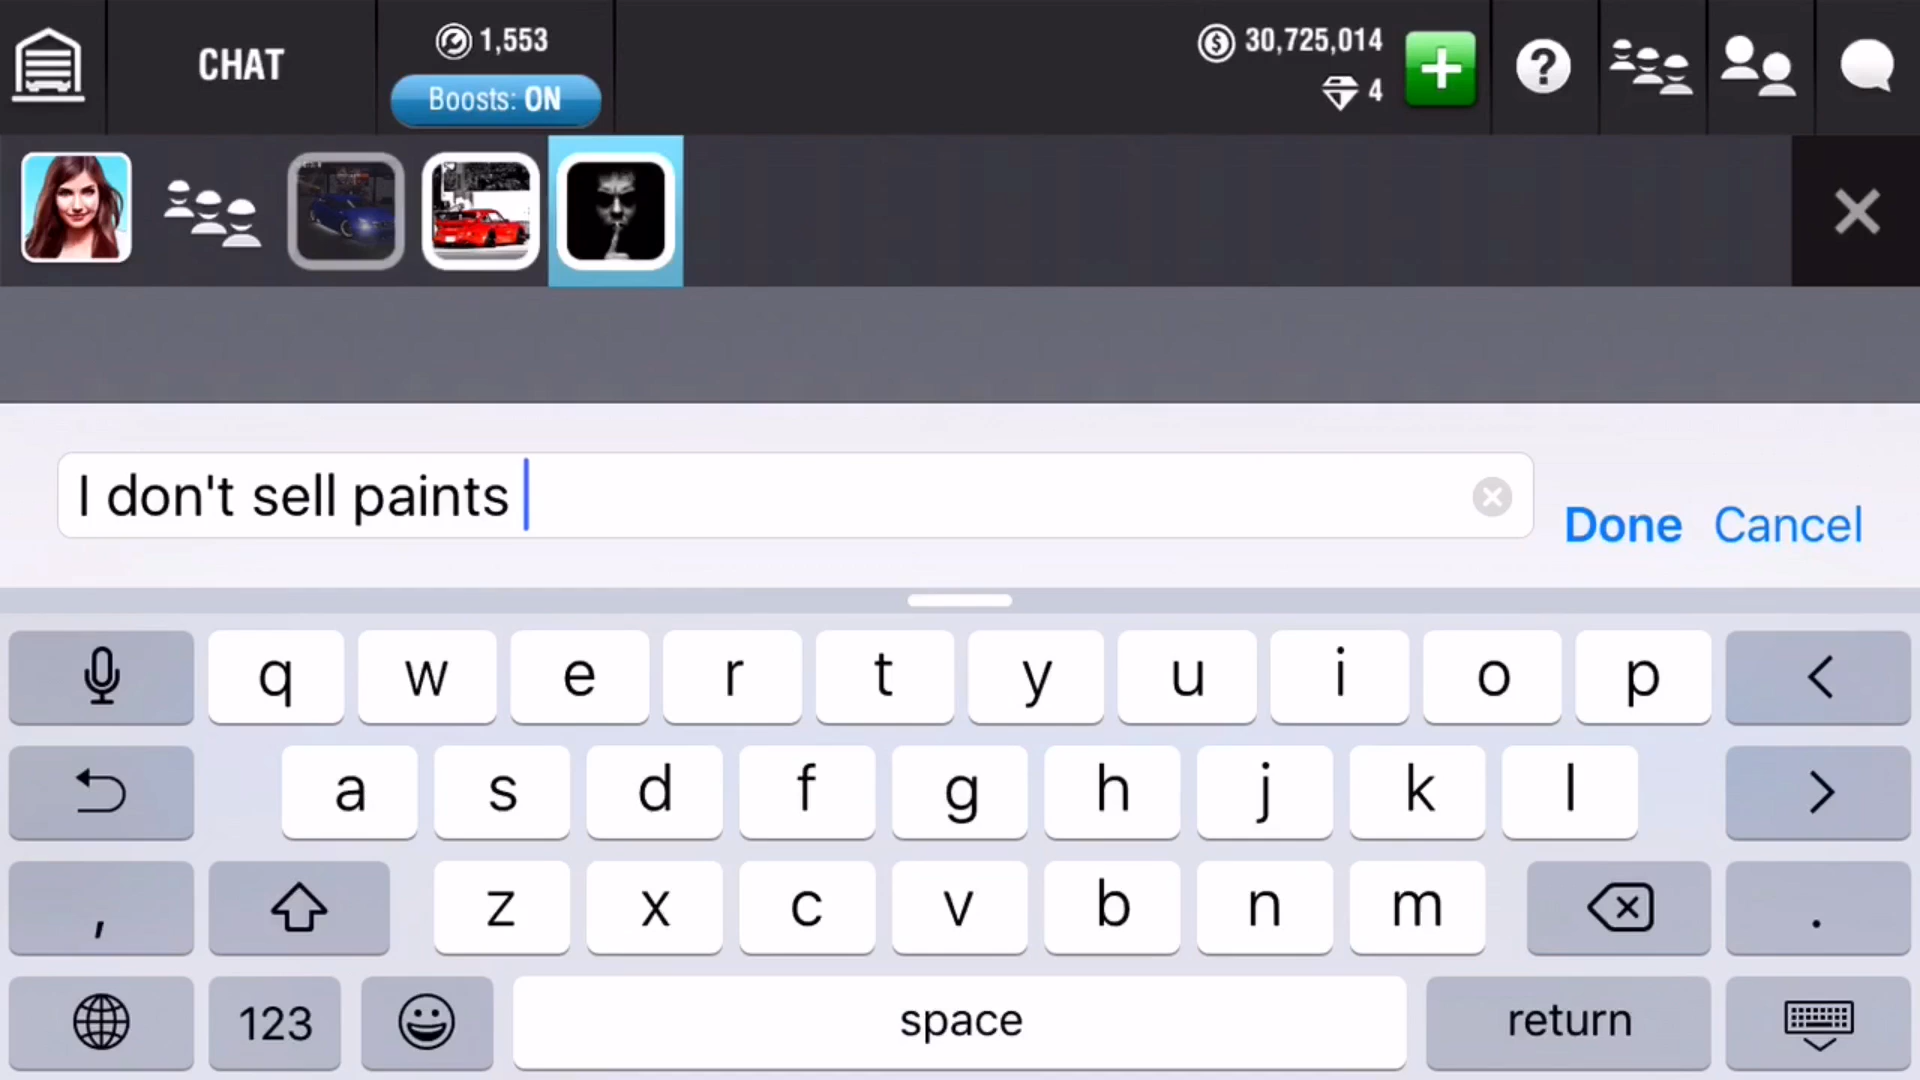 CHAT
1,553
Boosts: ON
30,725,014
4
I don't sell paints
Done Cancel
q w e r t y u i o p
a s d f g h j k l
, z x c v b n m .
123 space return